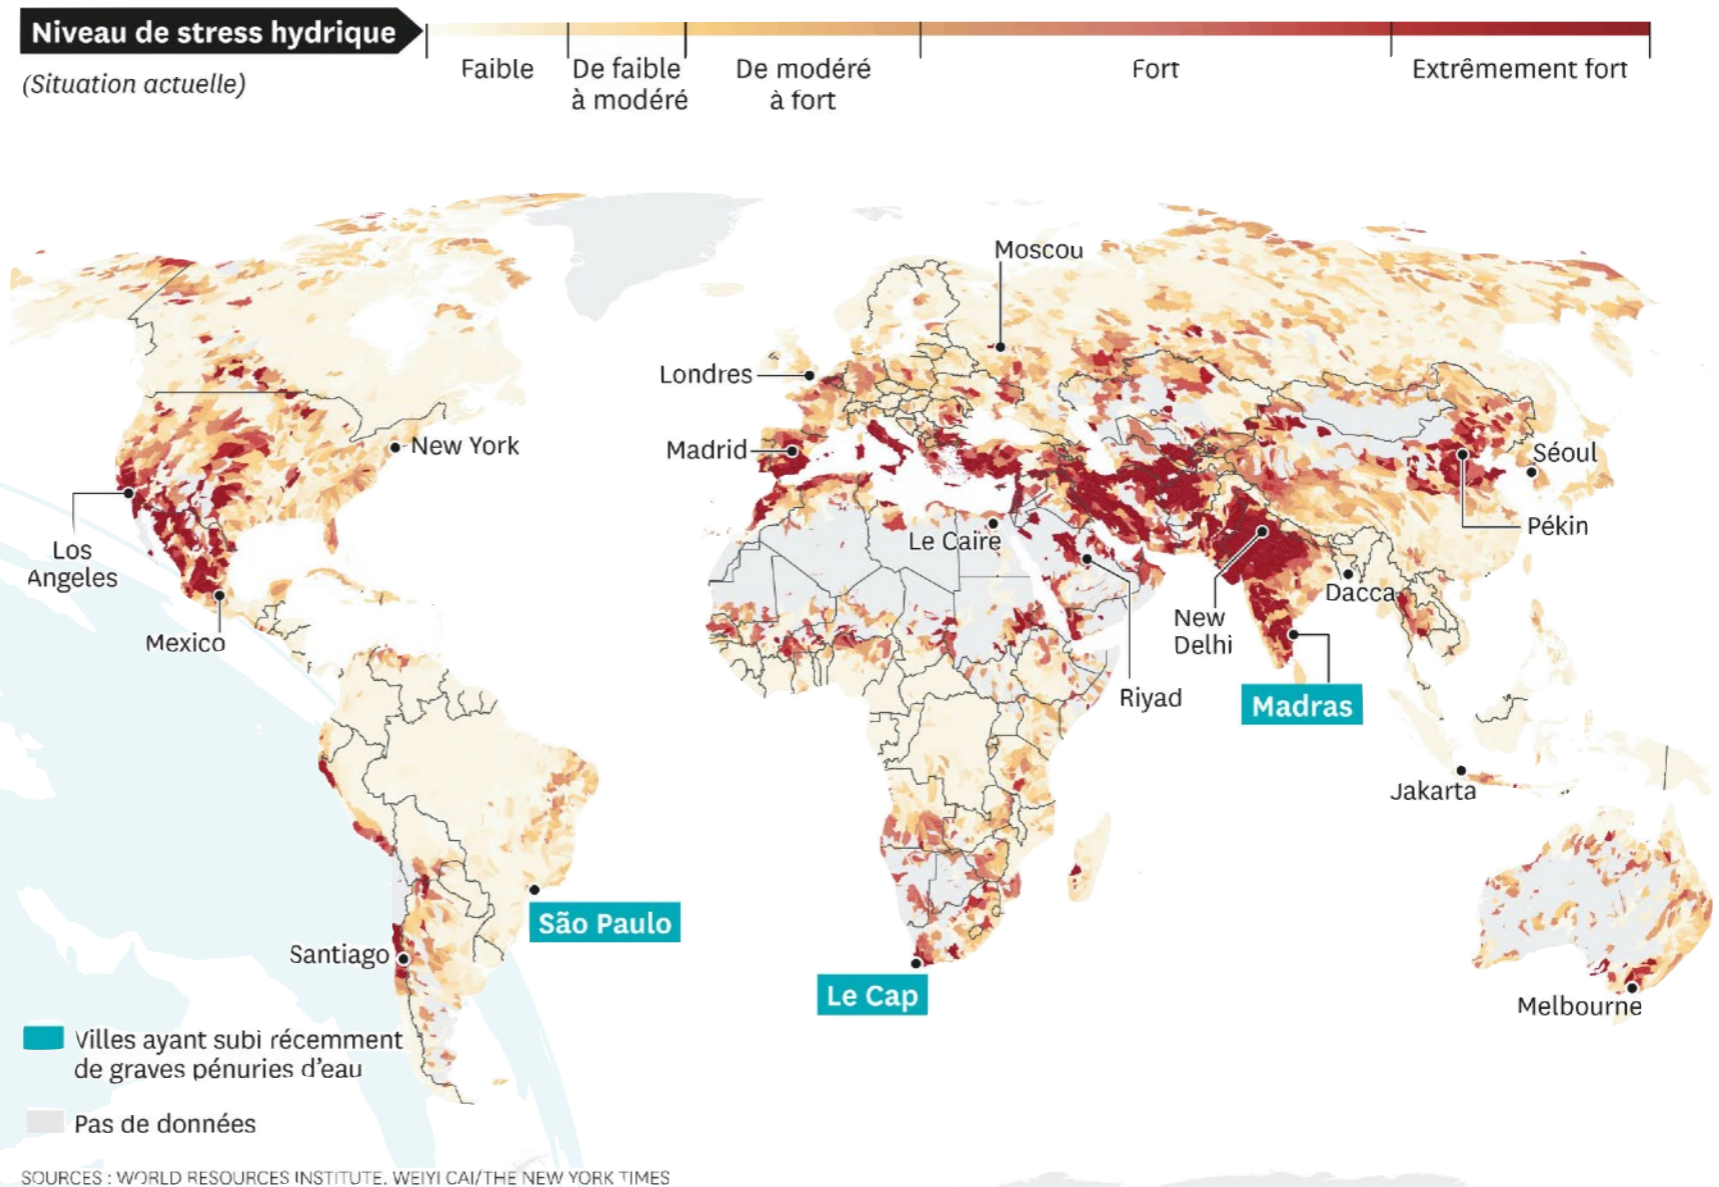 Niveau de stress hydrique
(Situation actuelle)
Faible
De faible
à modéré
De modéré
à fort
Fort
Extrêmement fort
Moscou
Londres
New York
Madrid
Séoul
Los
Angeles
Le Caire
Pékin
Dacca
Mexico
New
Delhi
Riyad
Madras
Jakarta
São Paulo
Santiago
Le Cap
Melbourne
Villes ayant subi récemment
de graves pénuries d'eau
Pas de données
SOURCES : WORLD RESOURCES INSTITUTE. WEIYI CAI/THE NEW YORK TIMES